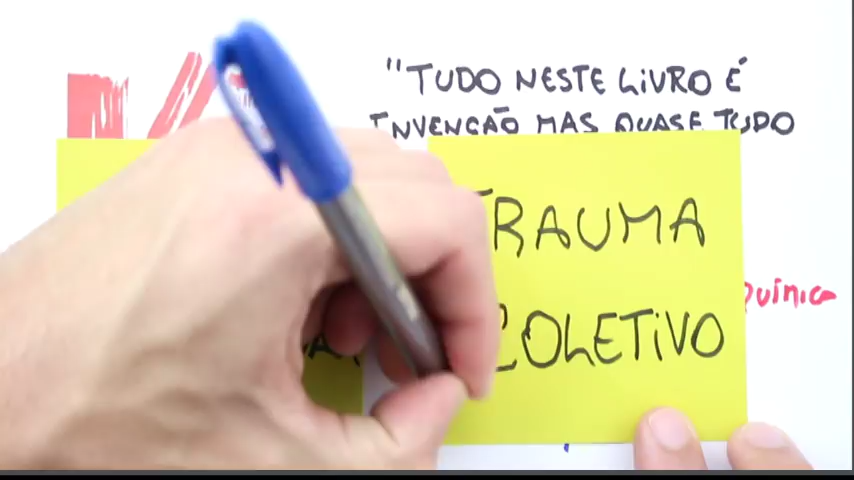 "TUDO NESTE LiVRO É
INVENÇÃO MAS QUASE TUDO
TRAUMA
QUÍMICA
COLETiVO